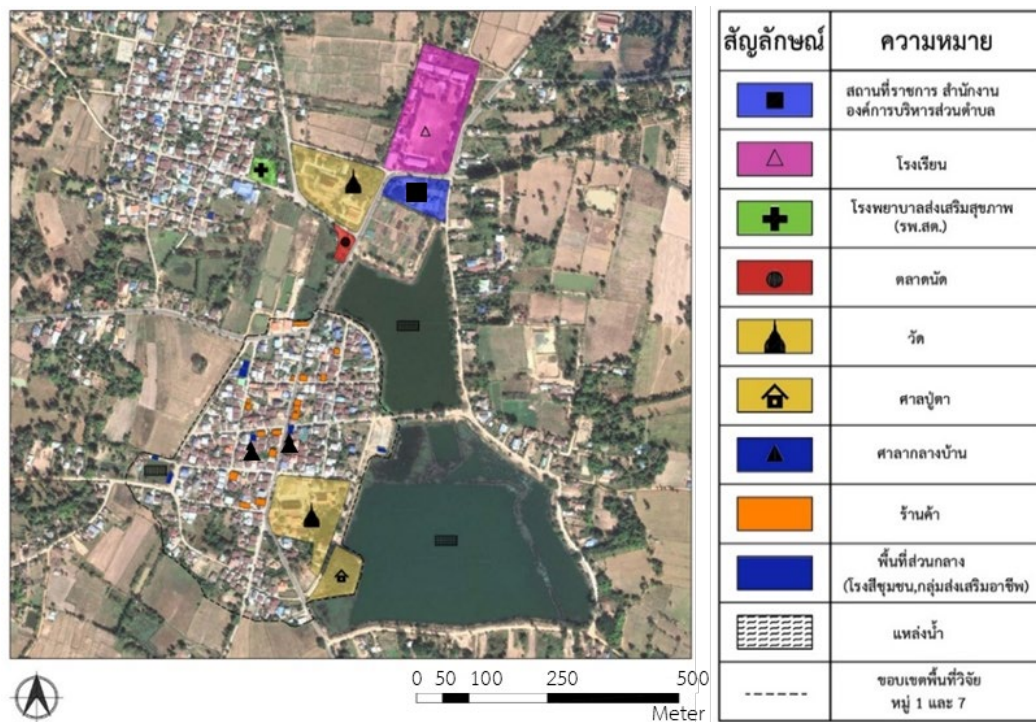 สัญลักษณ์ ความหมาย
สถานที่ราชการ สำนักงาน
องค์การบริหารส่วนตำบล
โรงเรียน
โรงพยาบาลส่งเสริมสุขภาพ
(รพ.สต.)
ตลาดนัด
วัด
ศาลปู่ตา
ศาลากลางบ้าน
ร้านค้า
พื้นที่ส่วนกลาง
(โรงสีชุมชน,กลุ่มส่งเสริมอาชีพ)
แหล่งน้ำ
ขอบเขตพื้นที่วิจัย
หมู่ 1 และ 7
0 50 100 250 500
Meter